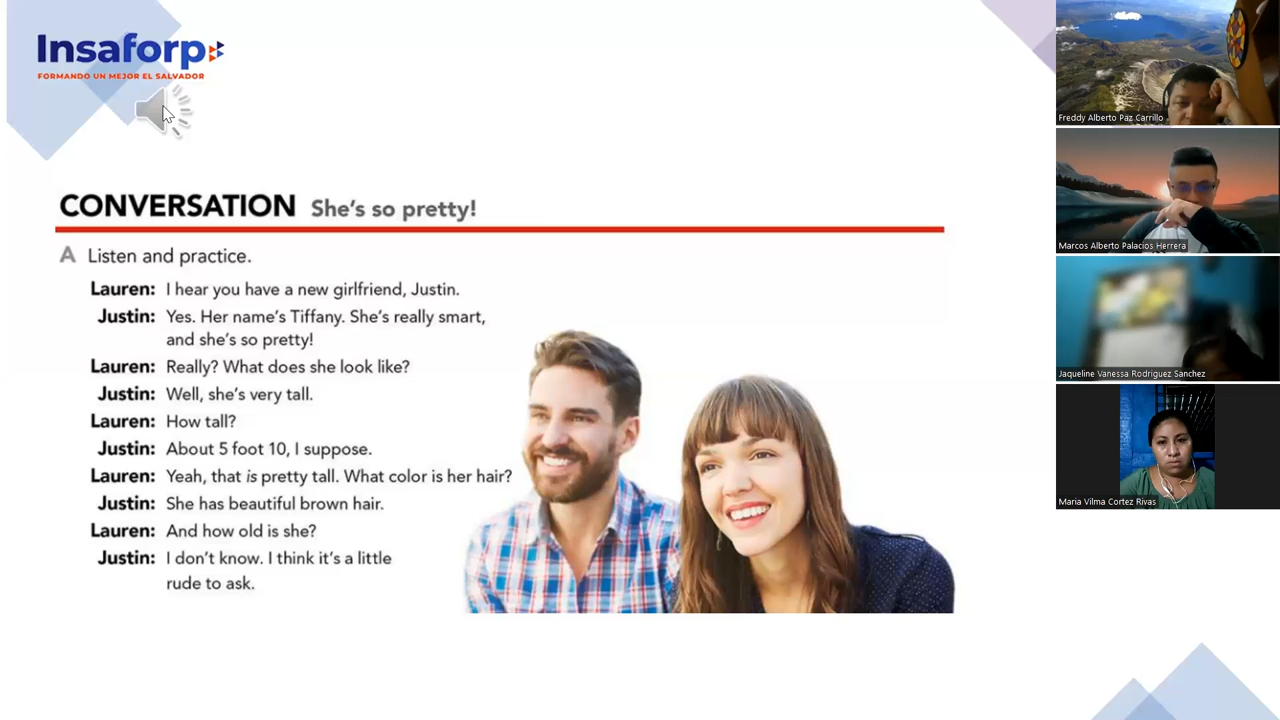 Insaforp
FORMANDO UN MEJOR EL SALVADOR
CONVERSATION She's so pretty!
A Listen and practice.
Lauren: I hear you have a new girlfriend, Justin.
Justin: Yes. Her name's Tiffany. She's really smart,
and she's so pretty!
Lauren: Really? What does she look like?
Justin: Well, she's very tall.
Lauren: How tall?
Justin: About 5 foot 10, I suppose.
Lauren: Yeah, that is pretty tall. What color is her hair?
Justin: She has beautiful brown hair.
Lauren: And how old is she?
Justin: I don't know. I think it's a little
rude to ask.
Freddy Alberto Paz Carrillo
Marcos Alberto Palacios Herrera
Jaqueline Vanessa Rodriguez Sanchez
Maria Vilma Cortez Rivas